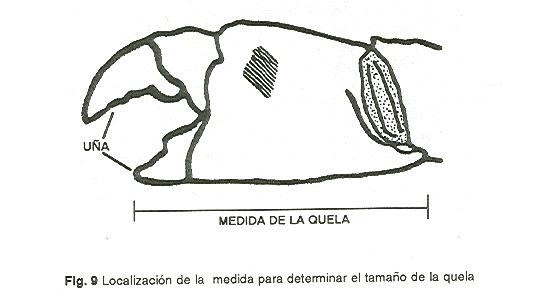 UÑA
MEDIDA DE LA QUELA
Fig. 9 Localización de la medida para determinar el tamaño de la quela